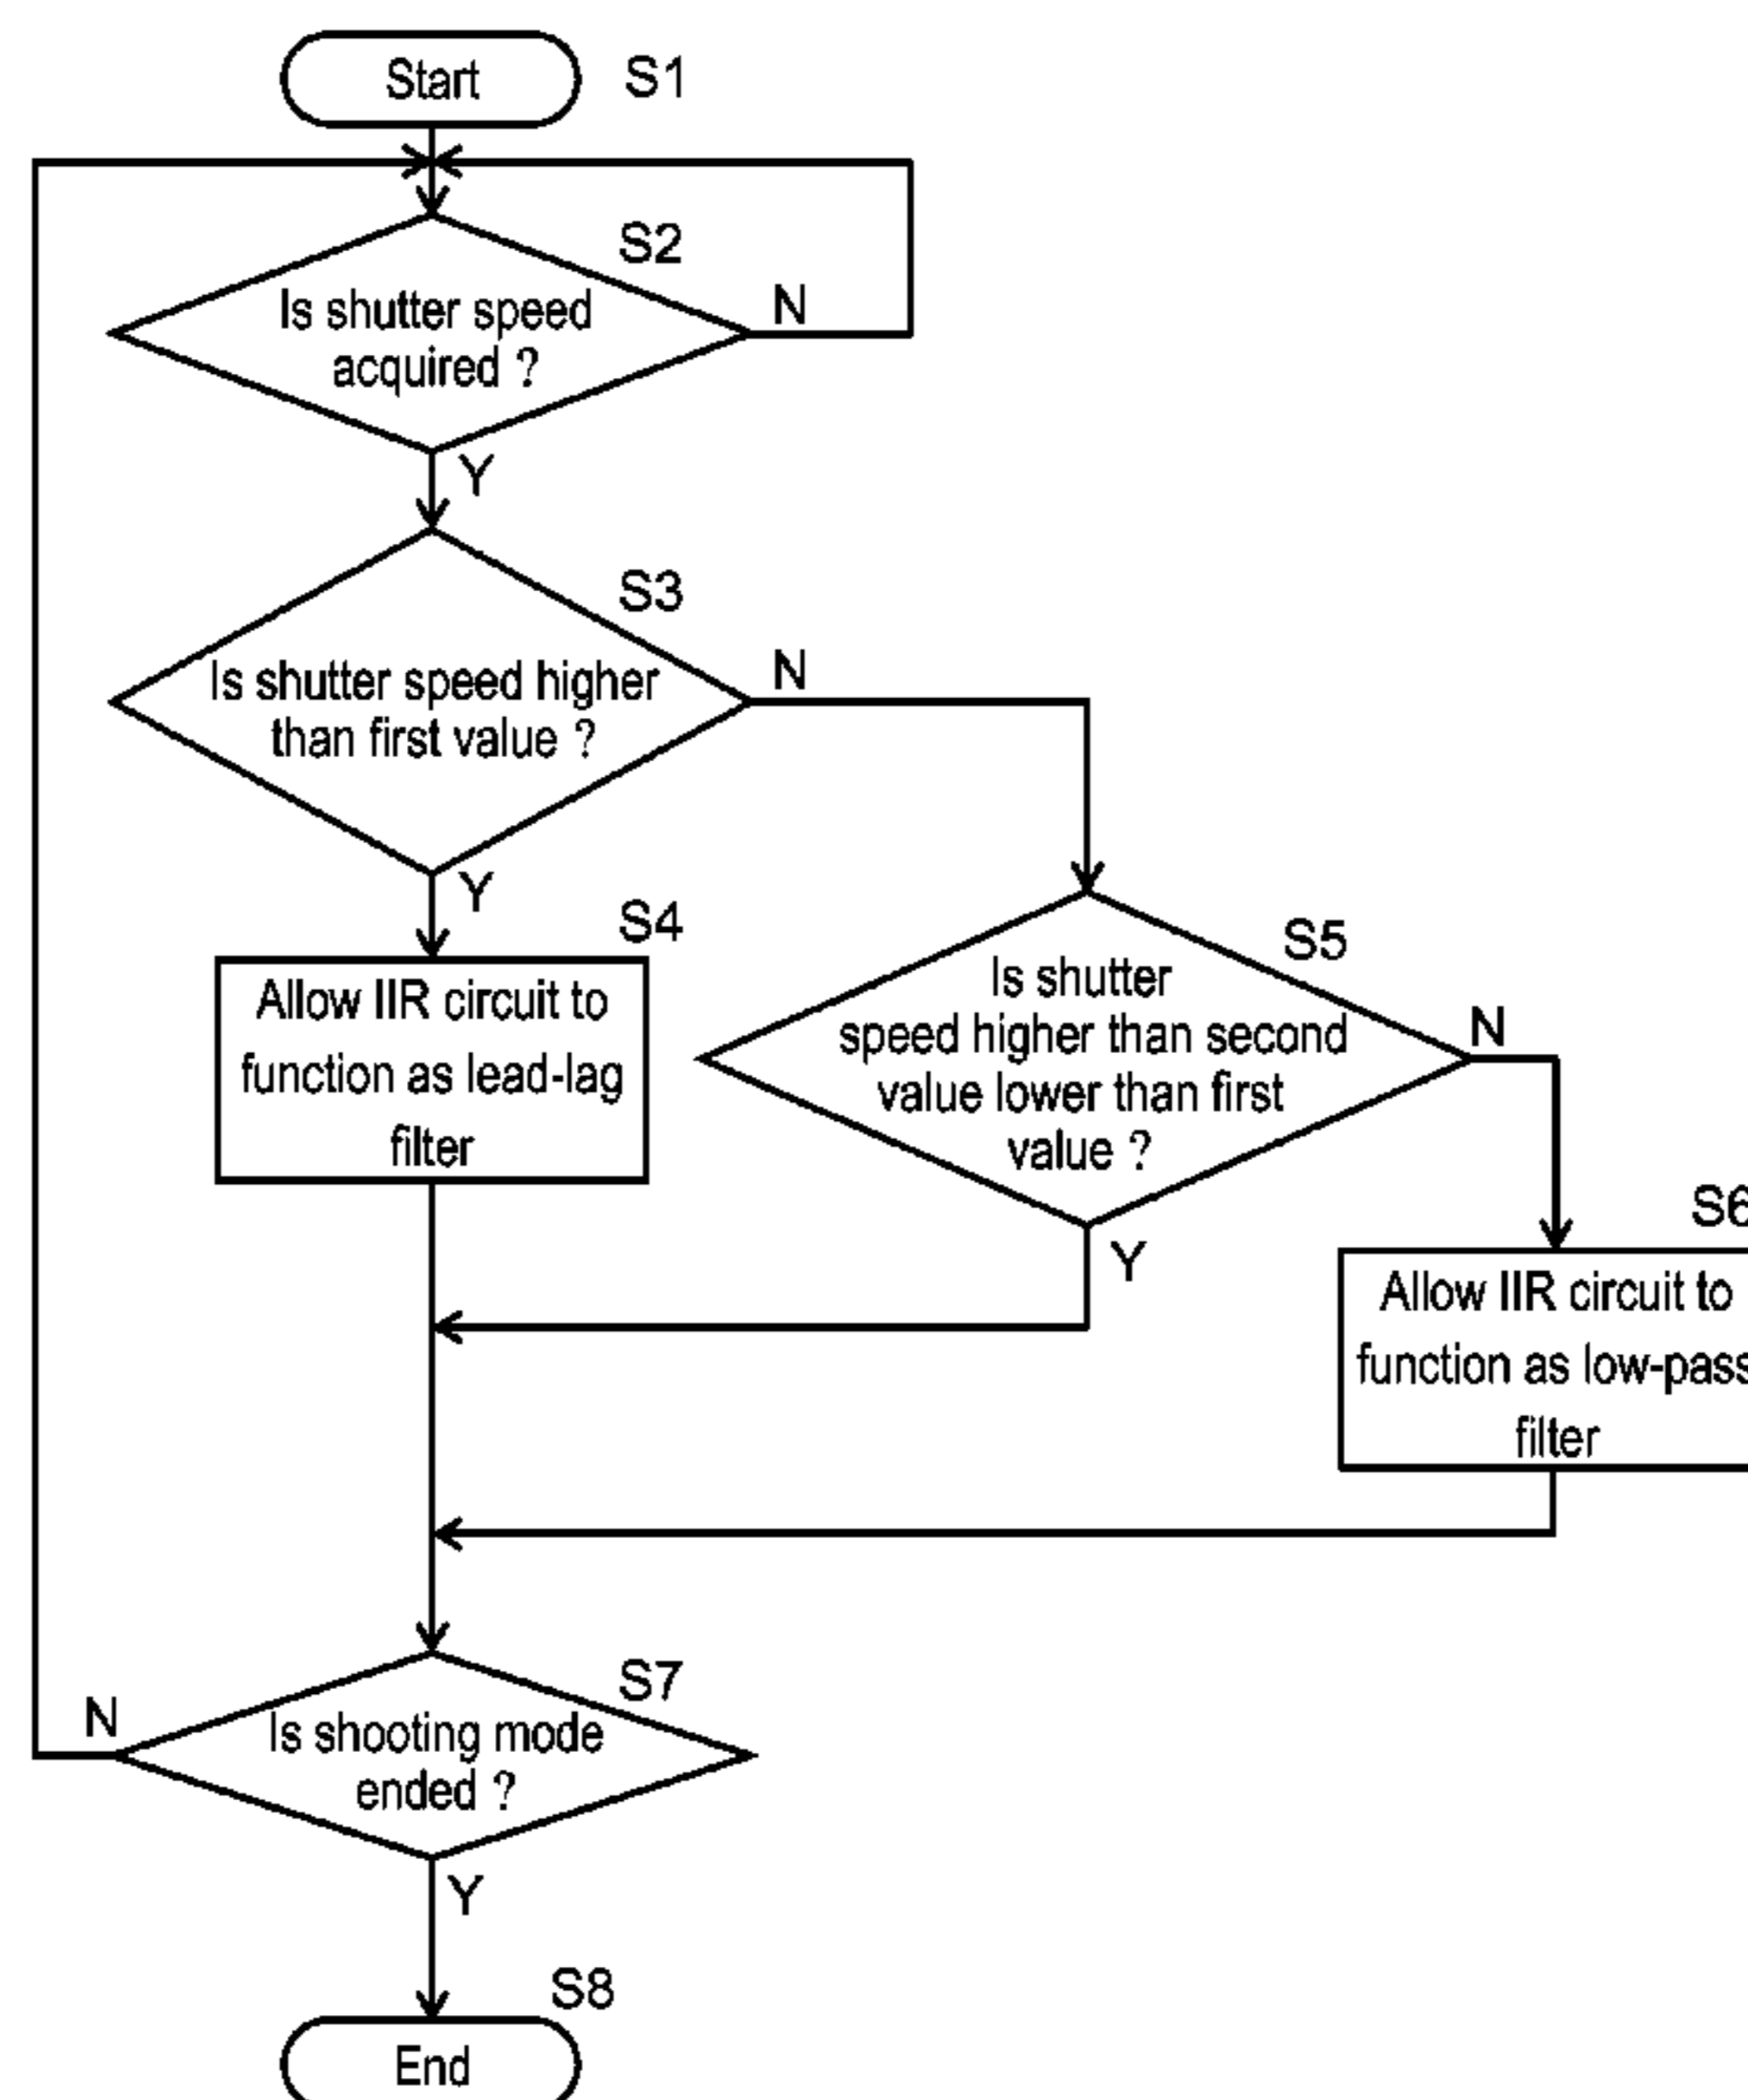 Start
S1
S2
Is shutter speed
acquired ?
N
Y
S3
Is shutter speed higher
than first value ?
N
Y
S4
Allow IIR circuit to
function as lead-lag
filter
S5
Is shutter
speed higher than second
value lower than first
value ?
N
Y
S6
Allow IIR circuit to
function as low-pass
filter
S7
Is shooting mode
ended ?
N
Y
S8
End